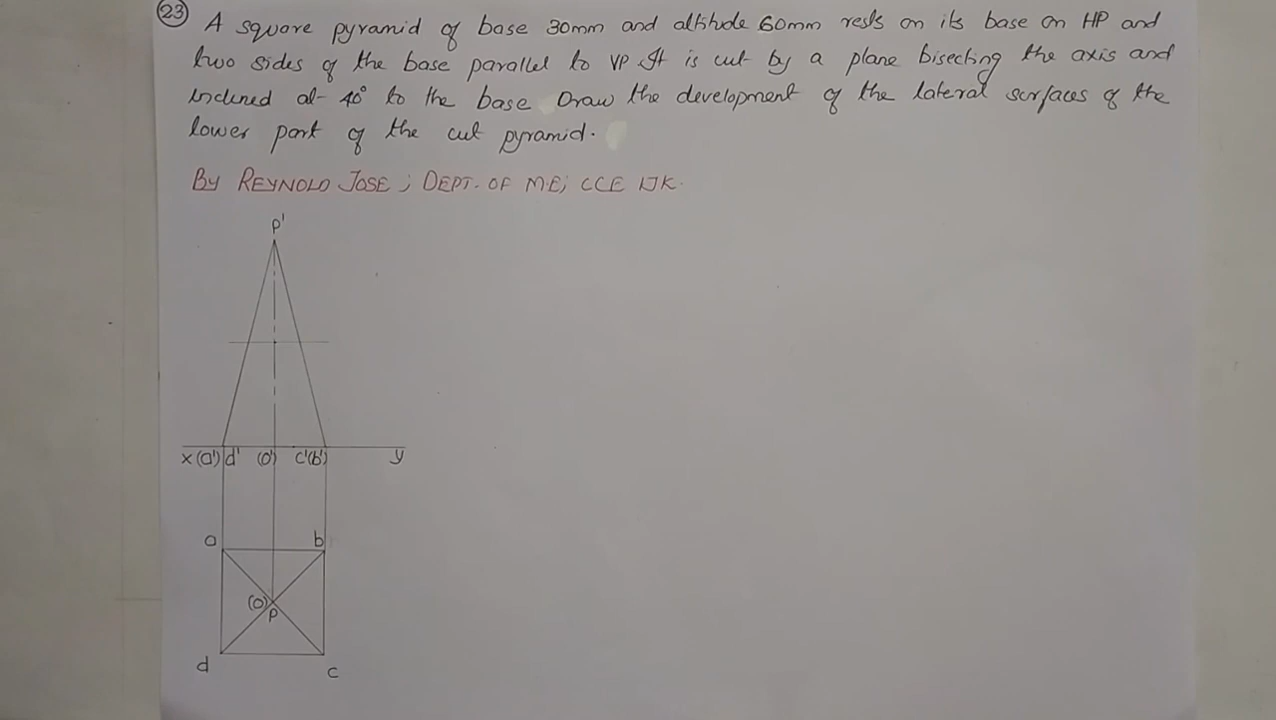 23 A square pyramid of base 30mm and altitude 60mm rests on its base on HP and
two sides of the base parallel to VP. It is cut by a plane bisecting the axis and
inclined at 40° to the base. Draw the development of the lateral surfaces of the
lower part of the cut pyramid.
BY REYNOLD JOSE ; DEPT. OF M.E; CCE IJK.
p'
x (a') d' (o') c' (b') y
a b
(o)
p
d c